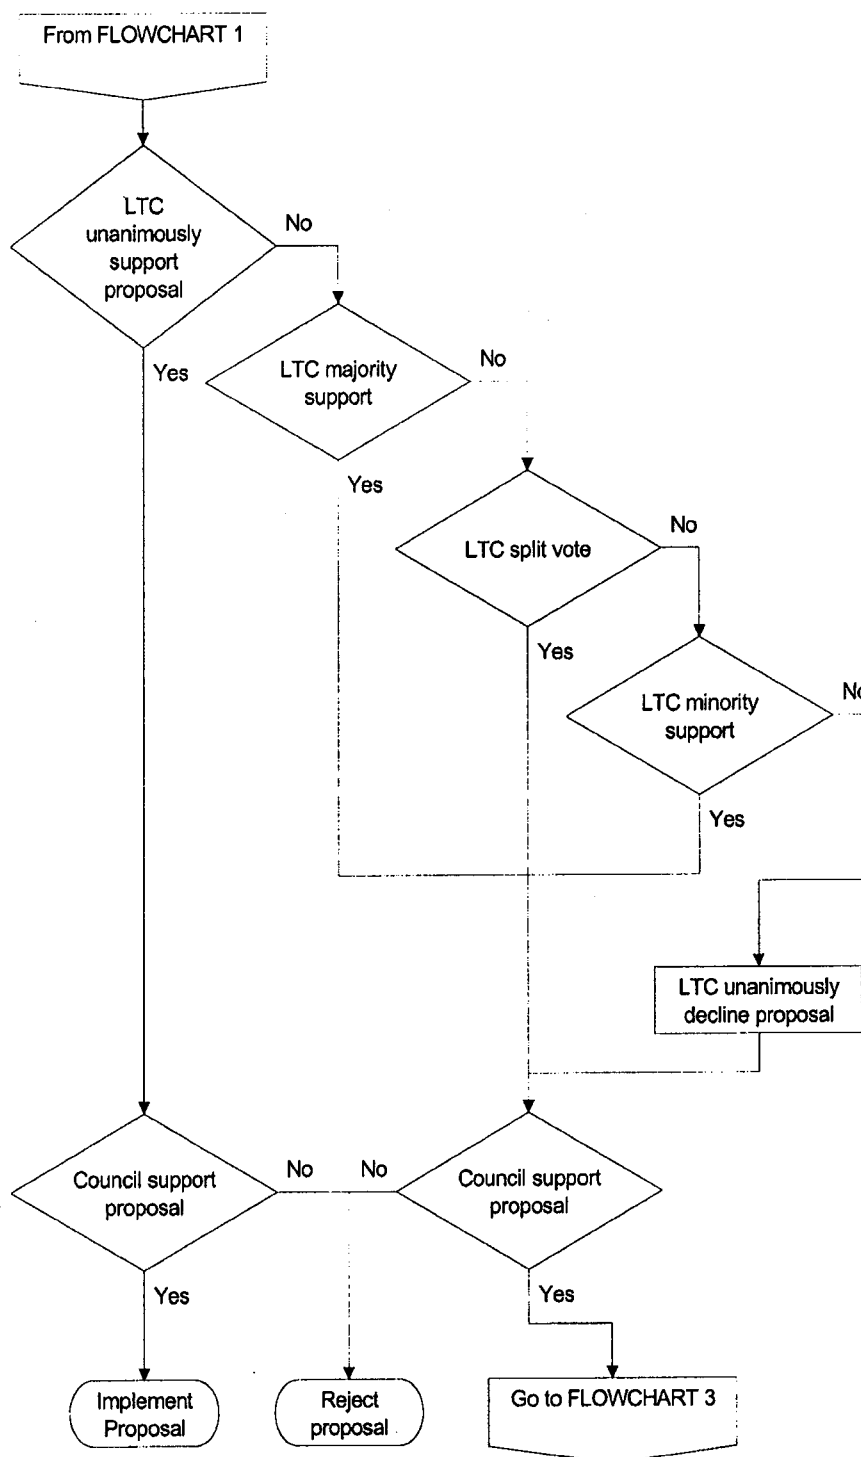 From FLOWCHART 1
LTC
unanimously
support
proposal
No
Yes
LTC majority
support
No
Yes
LTC split vote
No
Yes
LTC minority
support
No
Yes
LTC unanimously
decline proposal
Council support
proposal
No
No
Council support
proposal
Yes
Yes
Implement
Proposal
Reject
proposal
Go to FLOWCHART 3